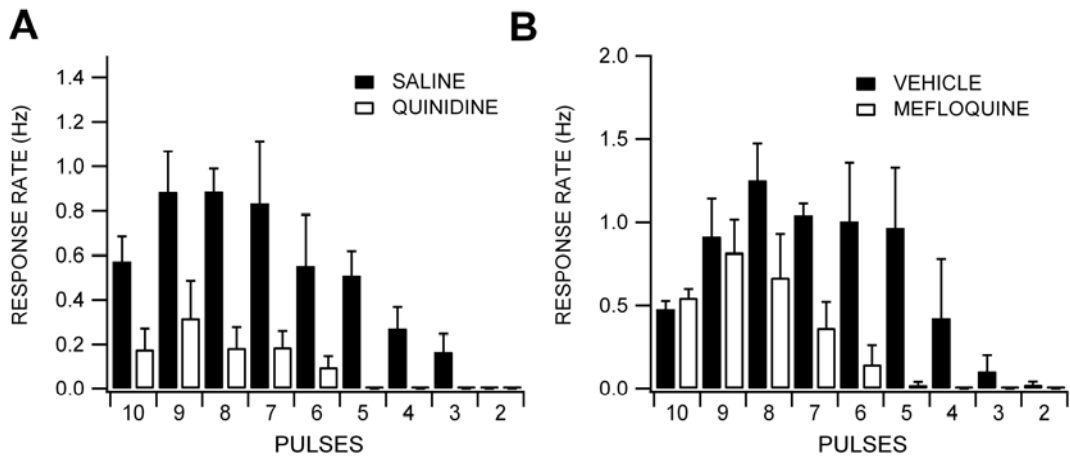 A
SALINE
QUINIDINE
RESPONSE RATE (Hz)
1.4
1.2
1.0
0.8
0.6
0.4
0.2
0.0
10 9 8 7 6 5 4 3 2
PULSES
B
VEHICLE
MEFLOQUINE
RESPONSE RATE (Hz)
2.0
1.5
1.0
0.5
0.0
10 9 8 7 6 5 4 3 2
PULSES